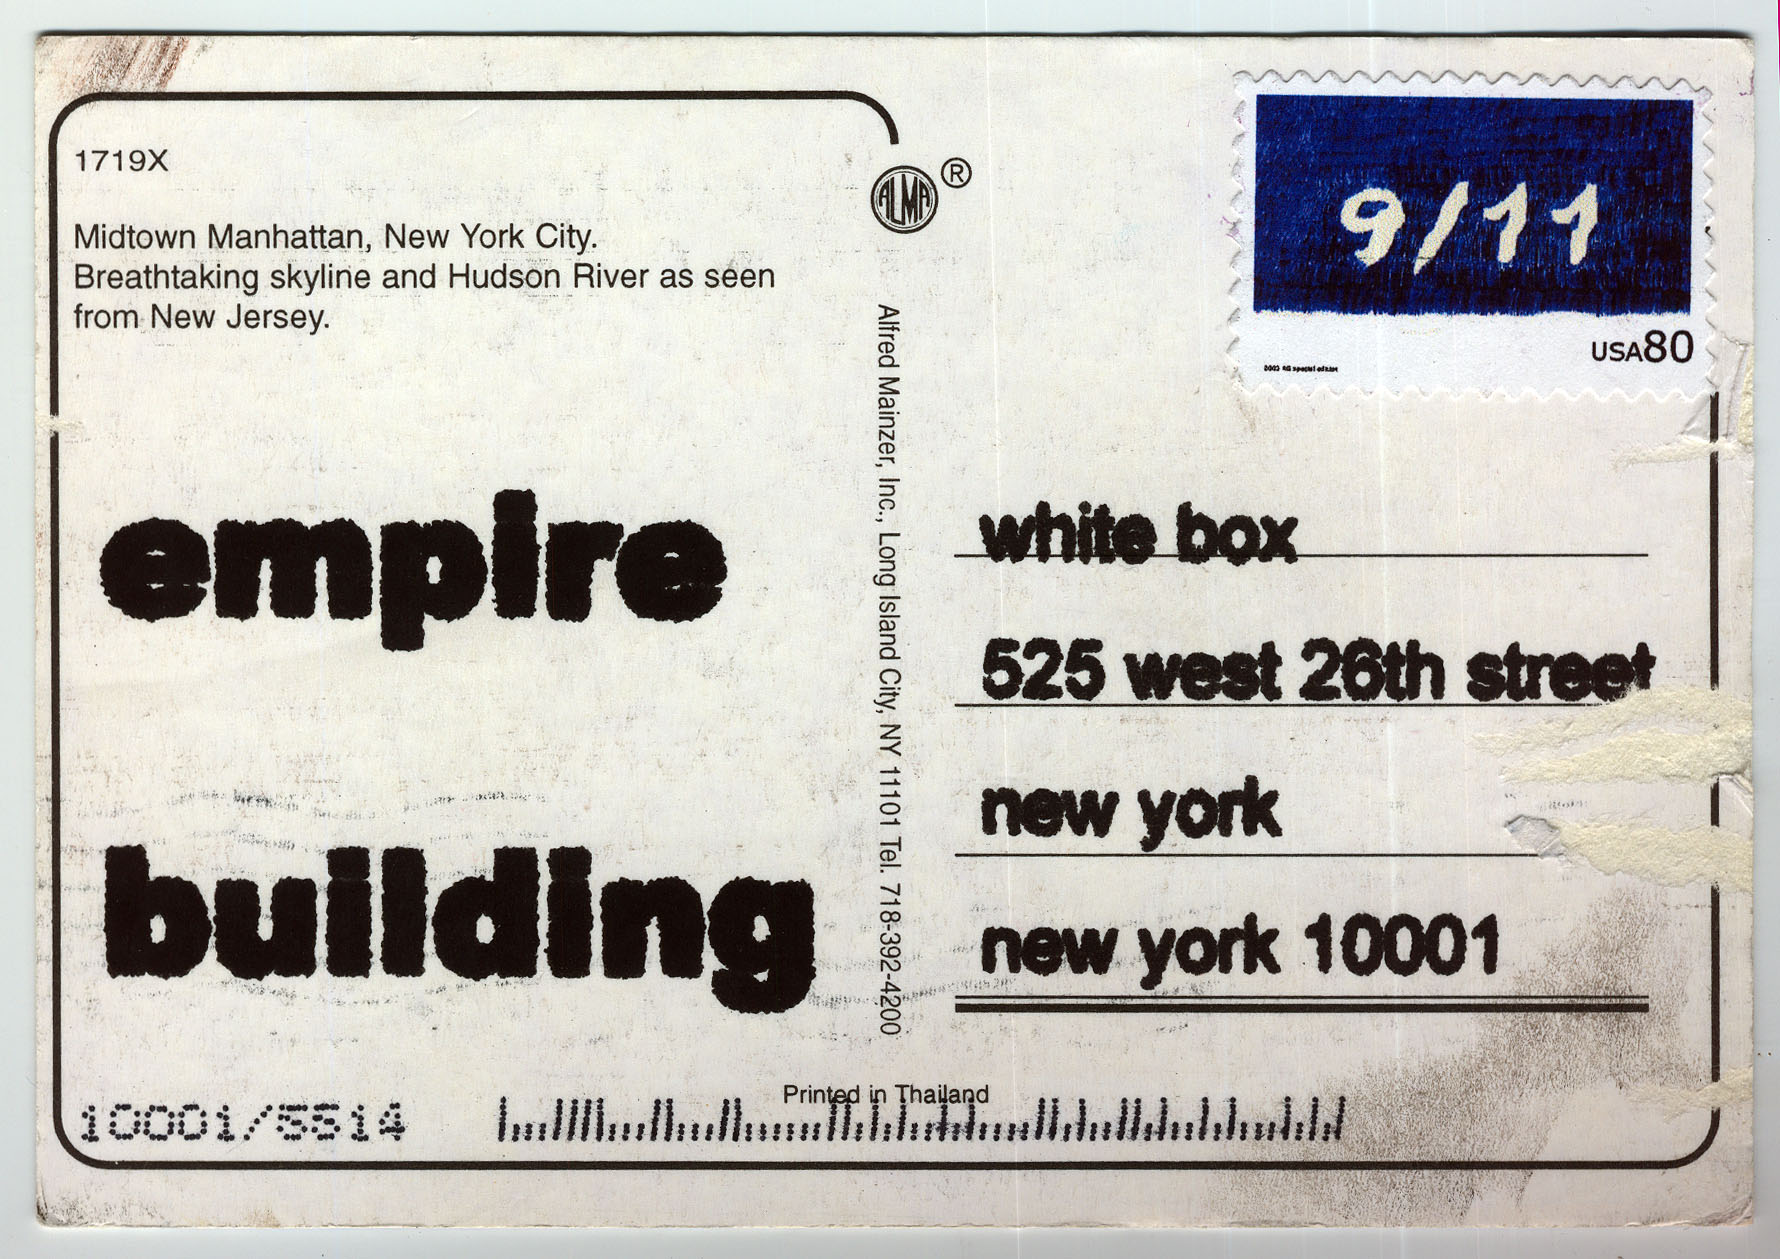 1719X
Midtown Manhattan, New York City.
Breathtaking skyline and Hudson River as seen
from New Jersey.
empire
building
10001/5514
ALMA ®
Alfred Mainzer, Inc., Long Island City, NY 11101 Tel. 718-392-4200
Printed in Thailand
9/11
USA80
white box
525 west 26th street
new york
new york 10001